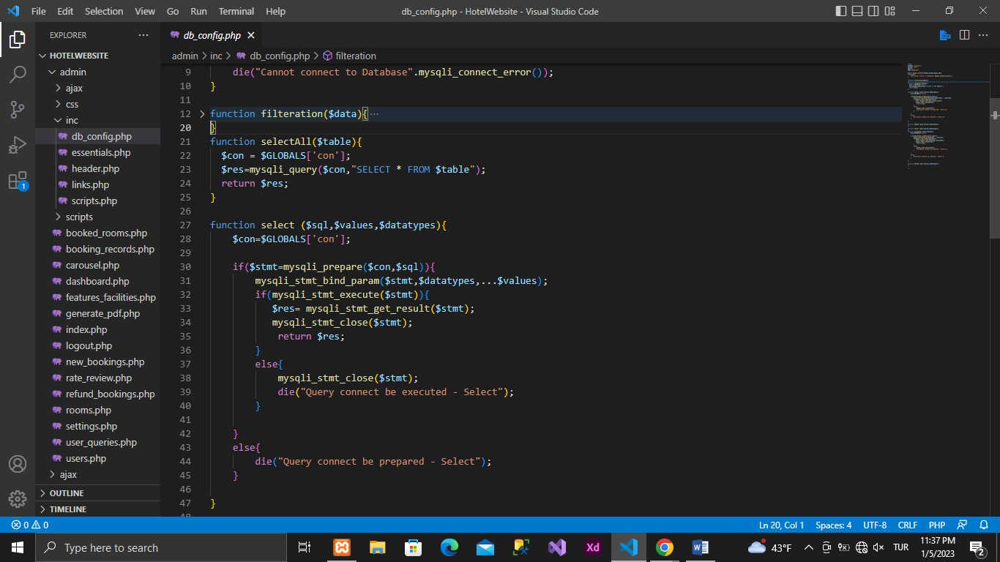 File Edit Selection View Go Run Terminal Help db_config.php - HotelWebsite - Visual Studio Code
EXPLORER ···
db_config.php
HOTELWEBSITE
admin > inc > db_config.php > filteration
admin
ajax
css
inc
db_config.php
essentials.php
header.php
links.php
scripts.php
scripts
booked_rooms.php
booking_records.php
carousel.php
dashboard.php
features_facilities.php
generate_pdf.php
index.php
logout.php
new_bookings.php
rate_review.php
refund_bookings.php
rooms.php
settings.php
user_queries.php
users.php
ajax
OUTLINE
TIMELINE
1
9 die("Cannot connect to Database".mysqli_connect_error());
10 }
11
12 function filteration($data){ ···
20 }
21 function selectAll($table){
22 $con = $GLOBALS['con'];
23 $res=mysqli_query($con,"SELECT * FROM $table");
24 return $res;
25 }
26
27 function select ($sql,$values,$datatypes){
28 $con=$GLOBALS['con'];
29
30 if($stmt=mysqli_prepare($con,$sql)){
31 mysqli_stmt_bind_param($stmt,$datatypes,...$values);
32 if(mysqli_stmt_execute($stmt)){
33 $res= mysqli_stmt_get_result($stmt);
34 mysqli_stmt_close($stmt);
35 return $res;
36 }
37 else{
38 mysqli_stmt_close($stmt);
39 die("Query connect be executed - Select");
40 }
41
42 }
43 else{
44 die("Query connect be prepared - Select");
45 }
46
47 }
0 0 Ln 20, Col 1 Spaces: 4 UTF-8 CRLF PHP
Type here to search Xd 43°F TUR 11:37 PM
1/5/2023 2